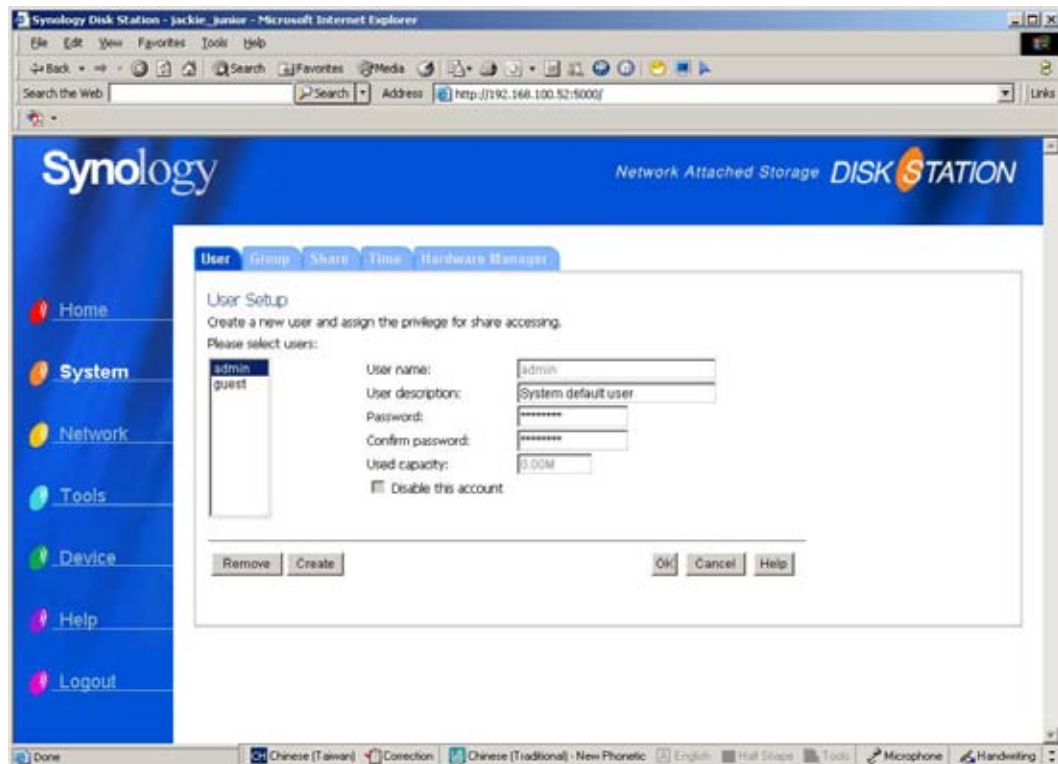 Synology Disk Station - jackie_junior - Microsoft Internet Explorer
File Edit View Favorites Tools Help
Back Search Favorites Media
Search the Web Search Address http://192.168.100.52:5000/ Links
Synology Network Attached Storage DISK STATION
User Group Share Time Hardware Manager
Home
System
Network
Tools
Device
Help
Logout
User Setup
Create a new user and assign the privilege for share accessing.
Please select users:
admin
guest
User name: admin
User description: System default user
Password: ********
Confirm password: ********
Used capacity: 0.00M
Disable this account
Remove Create OK Cancel Help
Done CH Chinese (Taiwan) Correction Chinese (Traditional) - New Phonetic English Half Shape Tools Microphone Handwriting